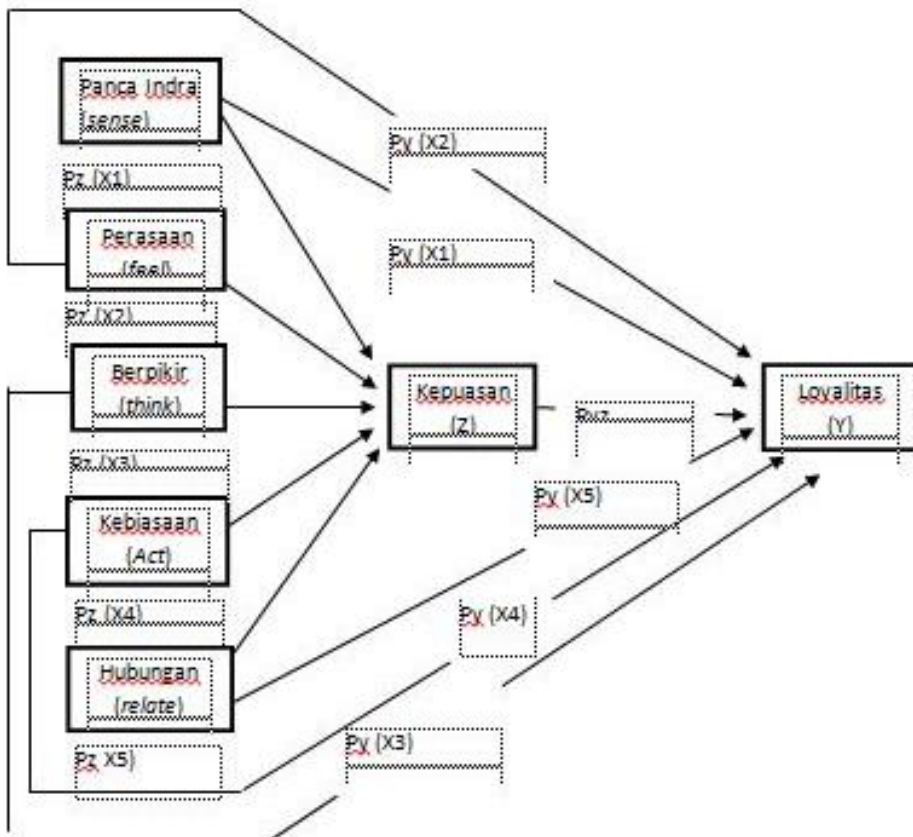 Panca Indra
(sense)
Pz (X1)
Perasaan
(feel)
Pz (X2)
Berpikir
(think)
Pz (X3)
Kebiasaan
(Act)
Pz (X4)
Hubungan
(relate)
Pz X5)
Py (X2)
Py (X1)
Kepuasan
(Z)
Pyz
Loyalitas
(Y)
Py (X5)
Py (X4)
Py (X3)